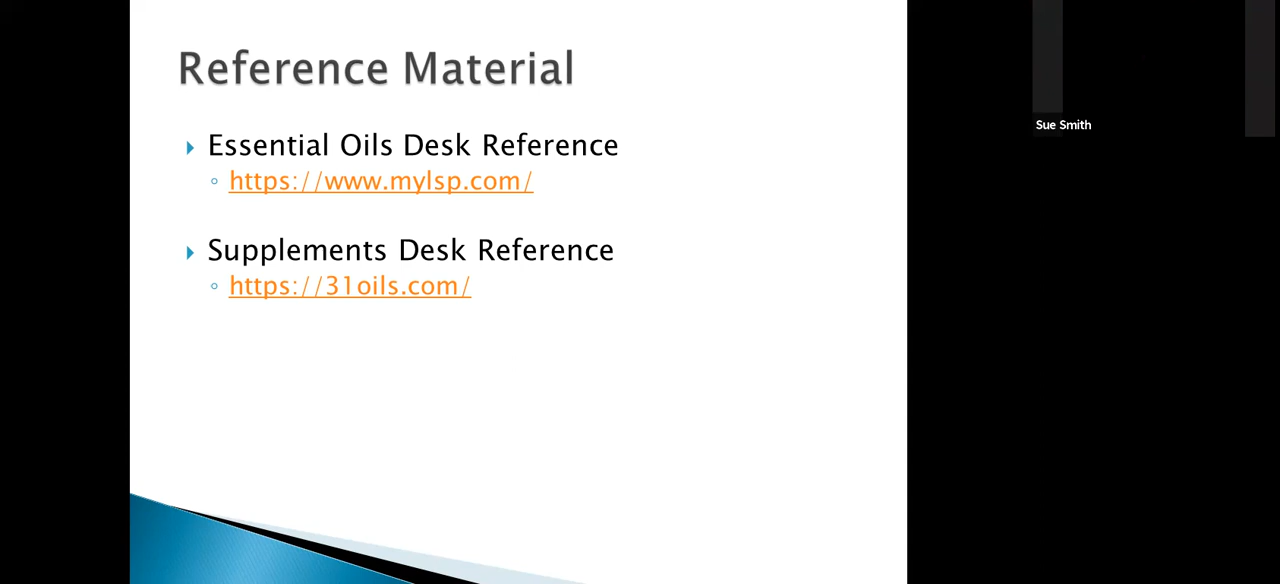 Reference Material
Essential Oils Desk Reference
https://www.mylsp.com/
Supplements Desk Reference
https://31oils.com/
Sue Smith